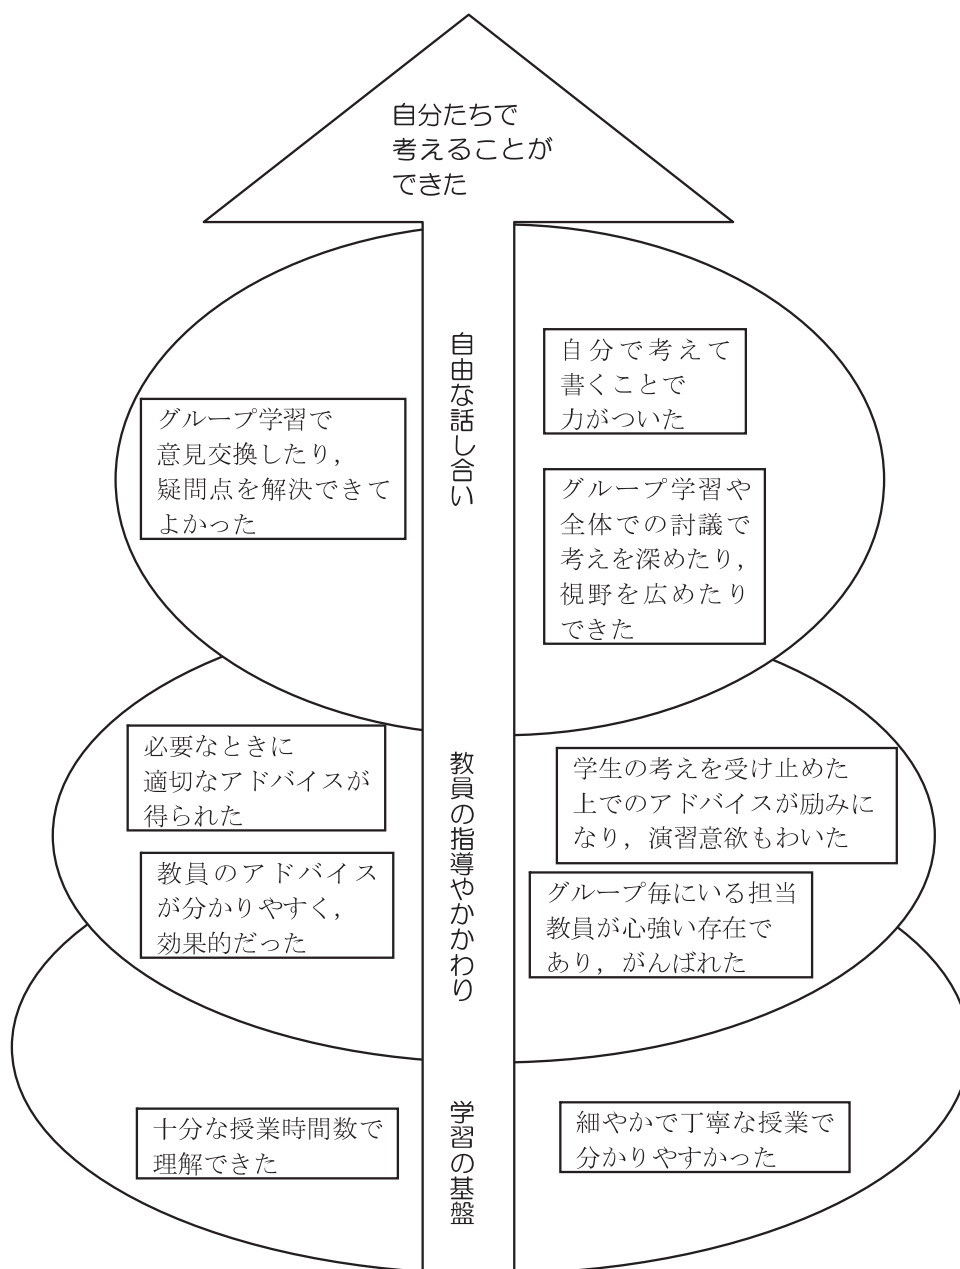 自分たちで
考えることが
できた
自由な話し合い
グループ学習で
意見交換したり，
疑問点を解決できて
よかった
自分で考えて
書くことで
力がついた
グループ学習や
全体での討議で
考えを深めたり，
視野を広めたり
できた
教員の指導やかかわり
必要なときに
適切なアドバイスが
得られた
教員のアドバイス
が分かりやすく，
効果的だった
学生の考えを受け止めた
上でのアドバイスが励みに
なり，演習意欲もわいた
グループ毎にいる担当
教員が心強い存在で
あり，がんばれた
学習の基盤
十分な授業時間数で
理解できた
細やかで丁寧な授業で
分かりやすかった